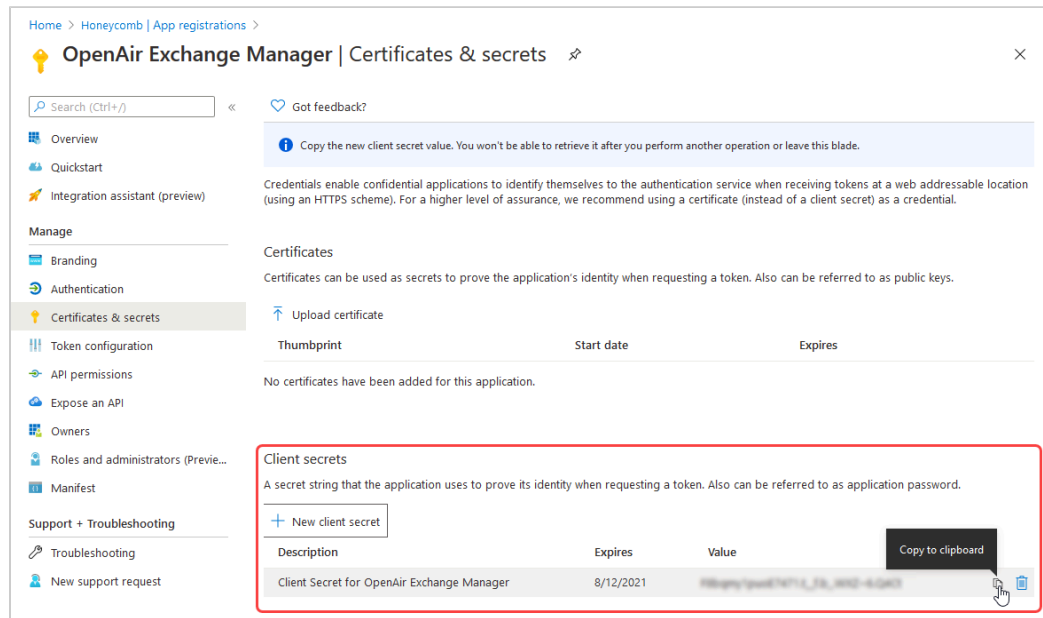 Home > Honeycomb | App registrations >
OpenAir Exchange Manager | Certificates & secrets
Search (Ctrl+/)
«
Got feedback?
Overview
Quickstart
Integration assistant (preview)
Manage
Branding
Authentication
Certificates & secrets
Token configuration
API permissions
Expose an API
Owners
Roles and administrators (Previe...
Manifest
Support + Troubleshooting
Troubleshooting
New support request
Copy the new client secret value. You won't be able to retrieve it after you perform another operation or leave this blade.
Credentials enable confidential applications to identify themselves to the authentication service when receiving tokens at a web addressable location
(using an HTTPS scheme). For a higher level of assurance, we recommend using a certificate (instead of a client secret) as a credential.
Certificates
Certificates can be used as secrets to prove the application's identity when requesting a token. Also can be referred to as public keys.
Upload certificate
Thumbprint Start date Expires
No certificates have been added for this application.
Client secrets
A secret string that the application uses to prove its identity when requesting a token. Also can be referred to as application password.
New client secret
Description Expires Value
Copy to clipboard
Client Secret for OpenAir Exchange Manager 8/12/2021